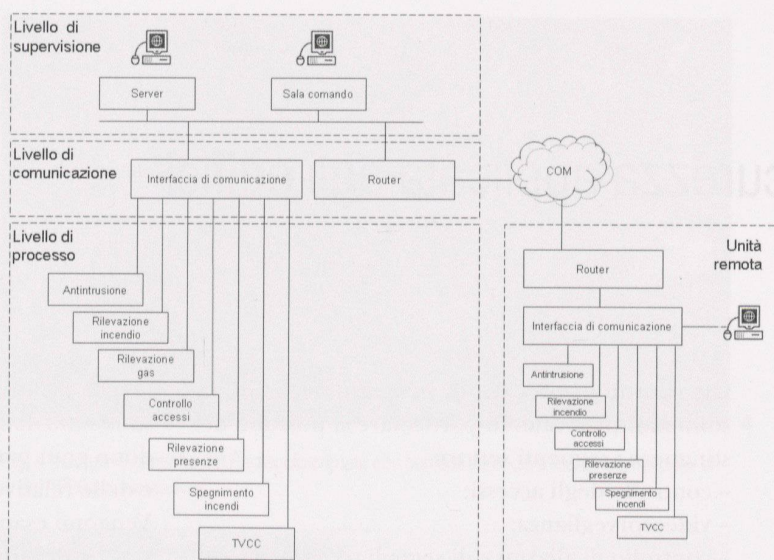 Livello di
supervisione
Server
Sala comando
Livello di
comunicazione
Interfaccia di comunicazione
Router
COM
Livello di
processo
Antintrusione
Rilevazione
incendio
Rilevazione
gas
Controllo
accessi
Rilevazione
presenze
Spegnimento
incendi
TVCC
Unità
remota
Router
Interfaccia di comunicazione
Antintrusione
Rilevazione
incendio
Controllo
accessi
Rilevazione
presenze
Spegnimento
incendi
TVCC